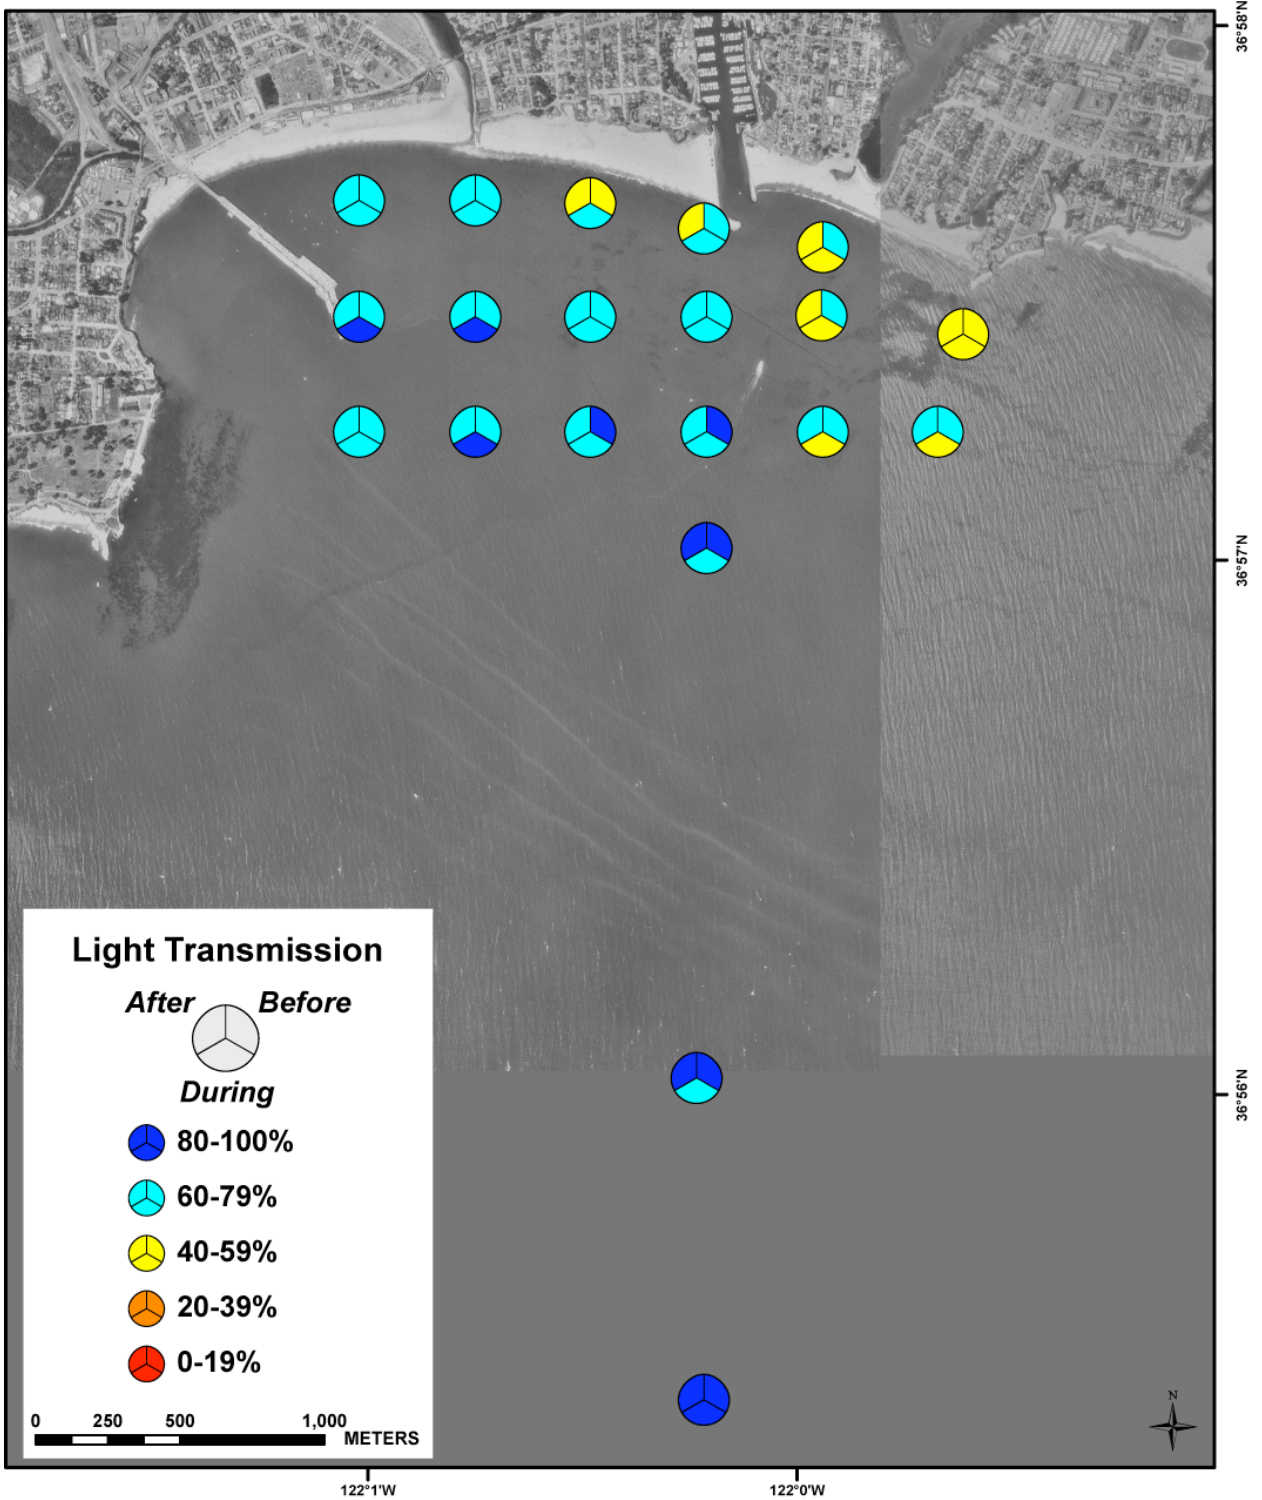 36°58'N
36°57'N
36°56'N
Light Transmission
After Before
During
80-100%
60-79%
40-59%
20-39%
0-19%
0 250 500 1,000
METERS
N
122°1'W 122°0'W